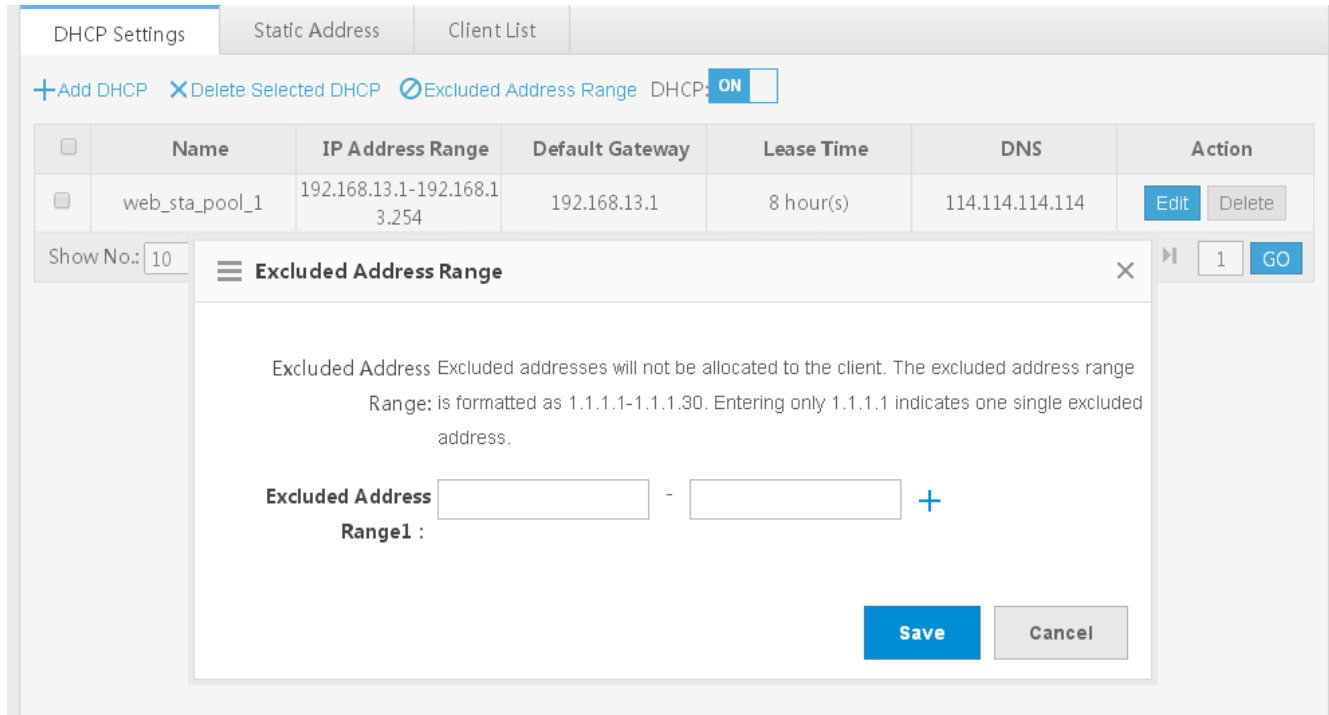 DHCP Settings Static Address Client List
Add DHCP Delete Selected DHCP Excluded Address Range DHCP: ON
Name IP Address Range Default Gateway Lease Time DNS Action
web_sta_pool_1 192.168.13.1-192.168.1 192.168.13.1 8 hour(s) 114.114.114.114 Edit Delete
3.254
Show No.: 10 1 GO
Excluded Address Range
Excluded Address Excluded addresses will not be allocated to the client. The excluded address range
Range: is formatted as 1.1.1.1-1.1.1.30. Entering only 1.1.1.1 indicates one single excluded
address.
Excluded Address -
Range1 :
Save Cancel